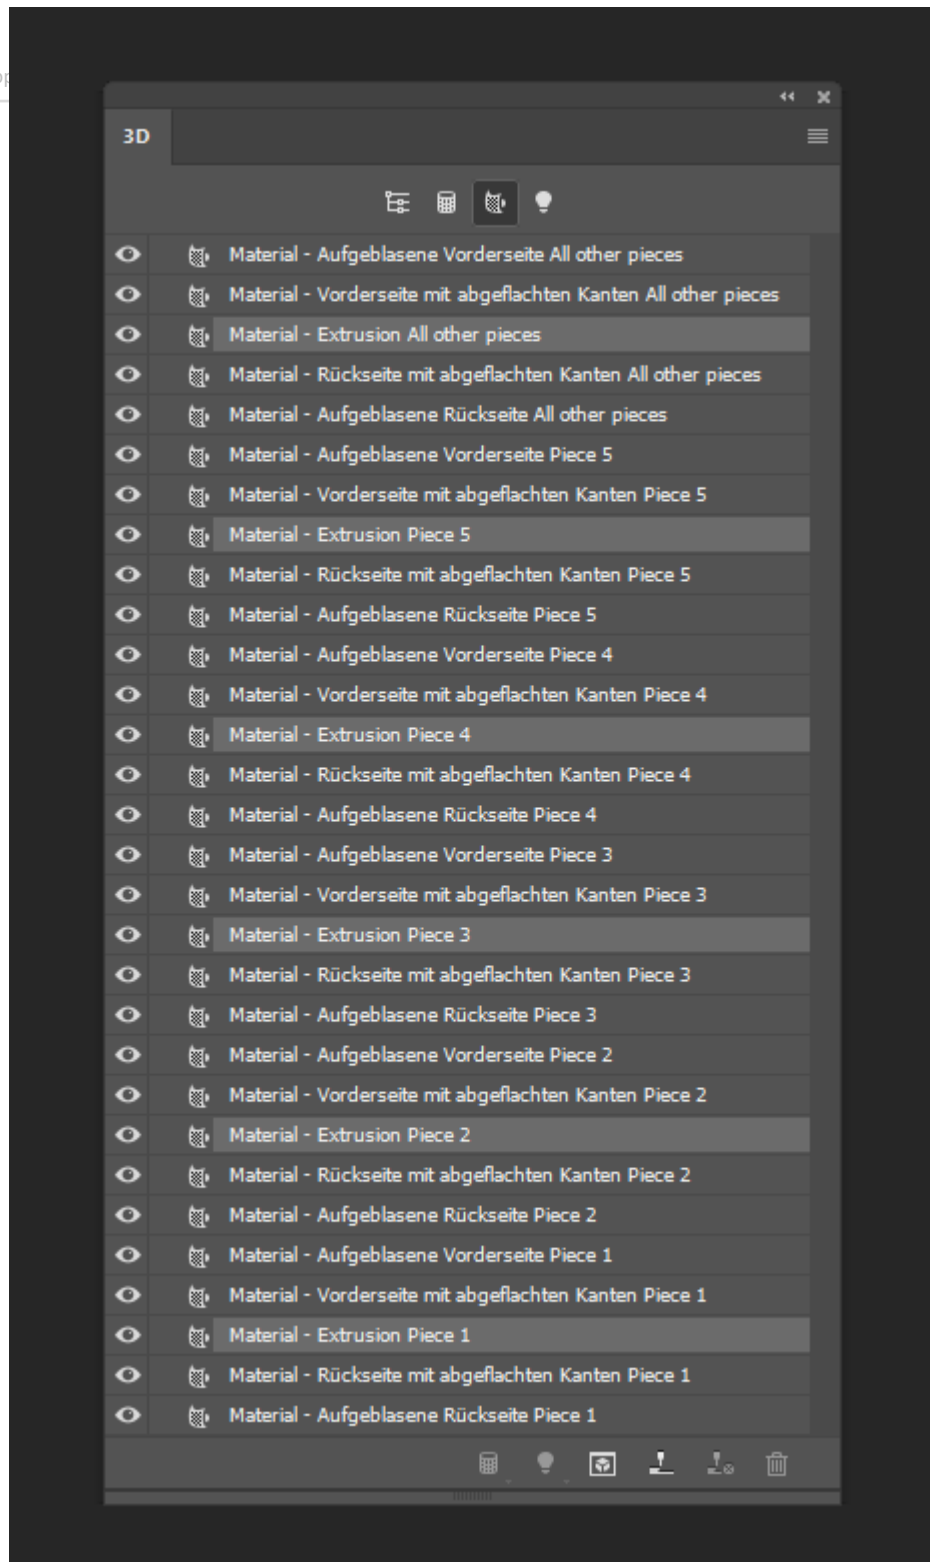 3D
Material - Aufgeblasene Vorderseite All other pieces
Material - Vorderseite mit abgeflachten Kanten All other pieces
Material - Extrusion All other pieces
Material - Rückseite mit abgeflachten Kanten All other pieces
Material - Aufgeblasene Rückseite All other pieces
Material - Aufgeblasene Vorderseite Piece 5
Material - Vorderseite mit abgeflachten Kanten Piece 5
Material - Extrusion Piece 5
Material - Rückseite mit abgeflachten Kanten Piece 5
Material - Aufgeblasene Rückseite Piece 5
Material - Aufgeblasene Vorderseite Piece 4
Material - Vorderseite mit abgeflachten Kanten Piece 4
Material - Extrusion Piece 4
Material - Rückseite mit abgeflachten Kanten Piece 4
Material - Aufgeblasene Rückseite Piece 4
Material - Aufgeblasene Vorderseite Piece 3
Material - Vorderseite mit abgeflachten Kanten Piece 3
Material - Extrusion Piece 3
Material - Rückseite mit abgeflachten Kanten Piece 3
Material - Aufgeblasene Rückseite Piece 3
Material - Aufgeblasene Vorderseite Piece 2
Material - Vorderseite mit abgeflachten Kanten Piece 2
Material - Extrusion Piece 2
Material - Rückseite mit abgeflachten Kanten Piece 2
Material - Aufgeblasene Rückseite Piece 2
Material - Aufgeblasene Vorderseite Piece 1
Material - Vorderseite mit abgeflachten Kanten Piece 1
Material - Extrusion Piece 1
Material - Rückseite mit abgeflachten Kanten Piece 1
Material - Aufgeblasene Rückseite Piece 1